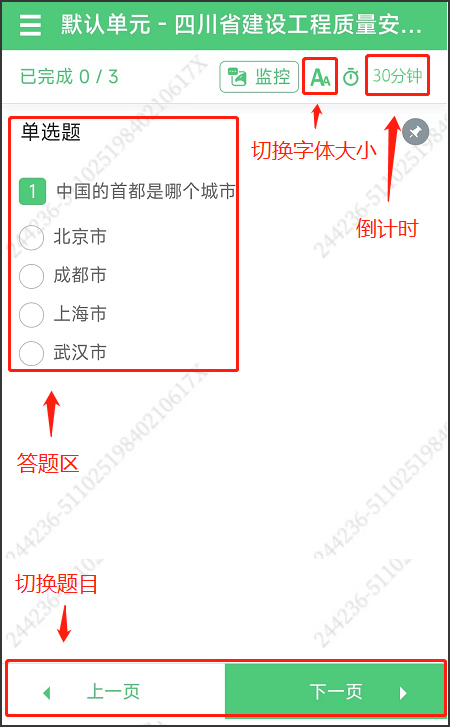 默认单元 - 四川省建设工程质量安...
已完成 0 / 3
监控
AA
30分钟
切换字体大小
倒计时
单选题
1 中国的首都是哪个城市
北京市
成都市
上海市
武汉市
答题区
切换题目
上一页
下一页